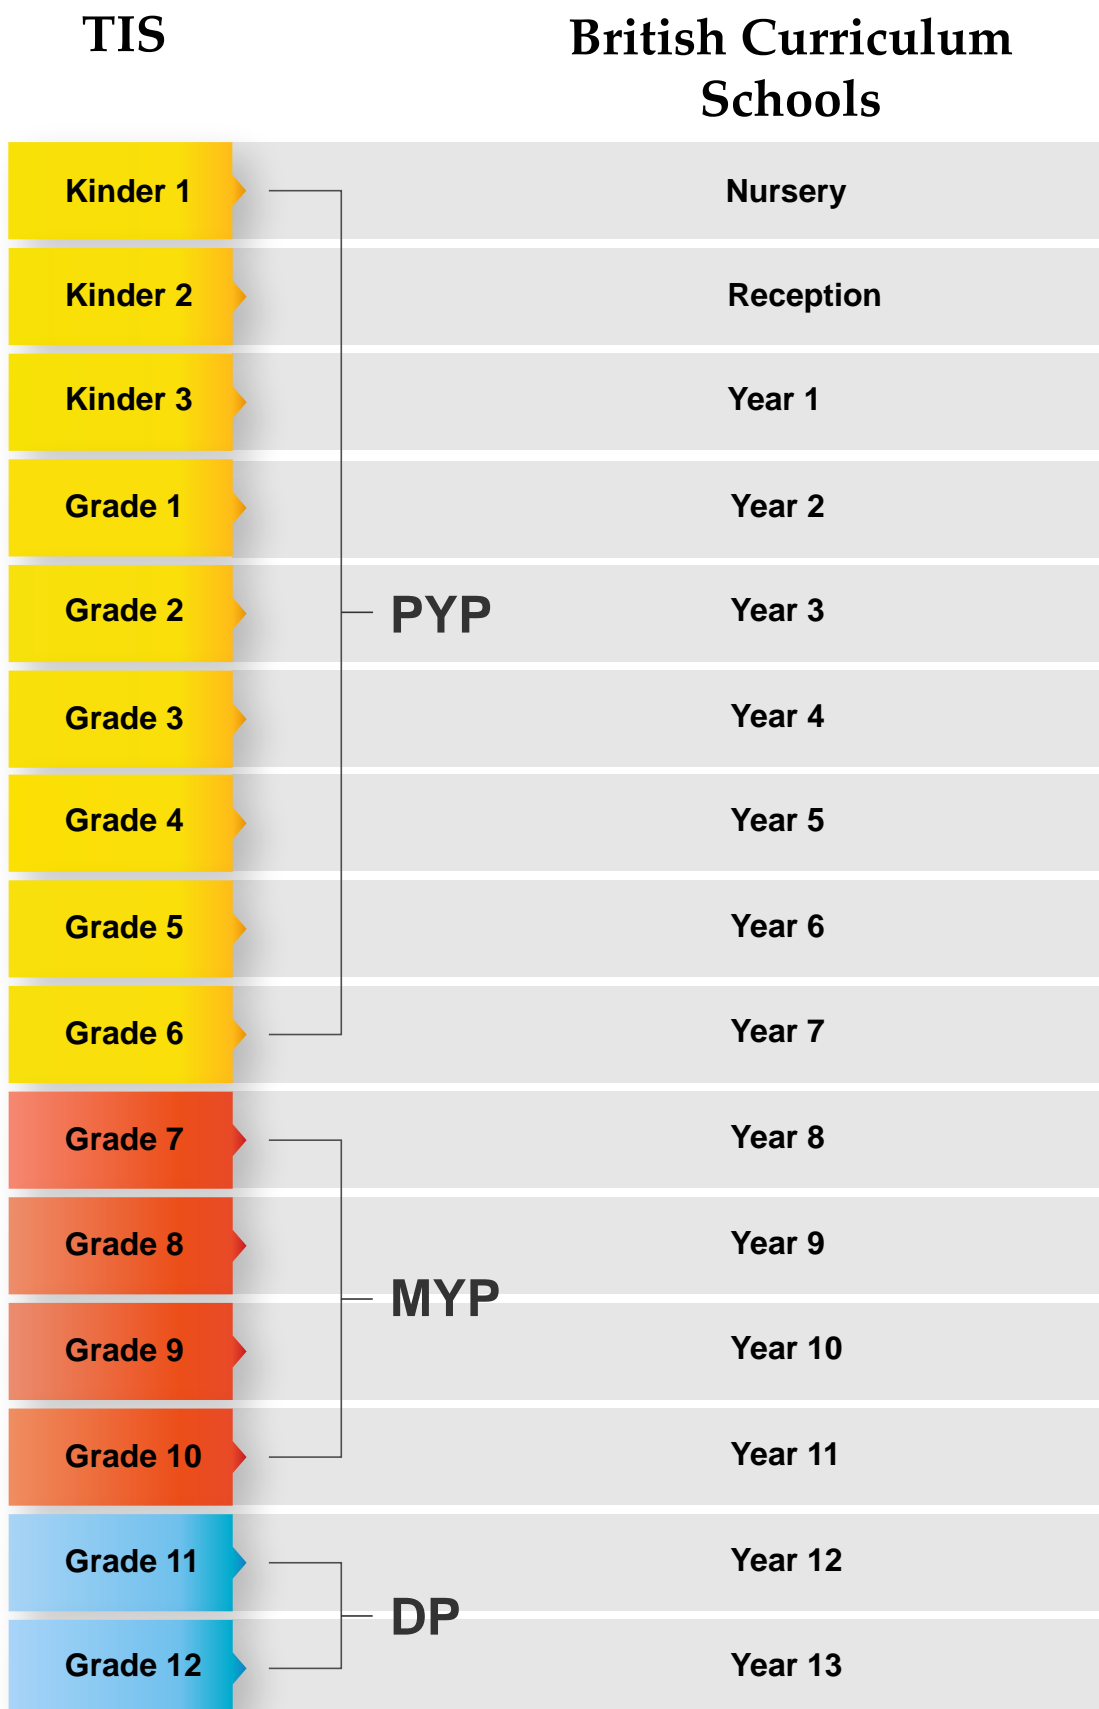 TIS
British Curriculum
Schools
Kinder 1
Nursery
Kinder 2
Reception
Kinder 3
Year 1
Grade 1
Year 2
Grade 2
PYP
Year 3
Grade 3
Year 4
Grade 4
Year 5
Grade 5
Year 6
Grade 6
Year 7
Grade 7
Year 8
Grade 8
Year 9
MYP
Grade 9
Year 10
Grade 10
Year 11
Grade 11
Year 12
DP
Grade 12
Year 13